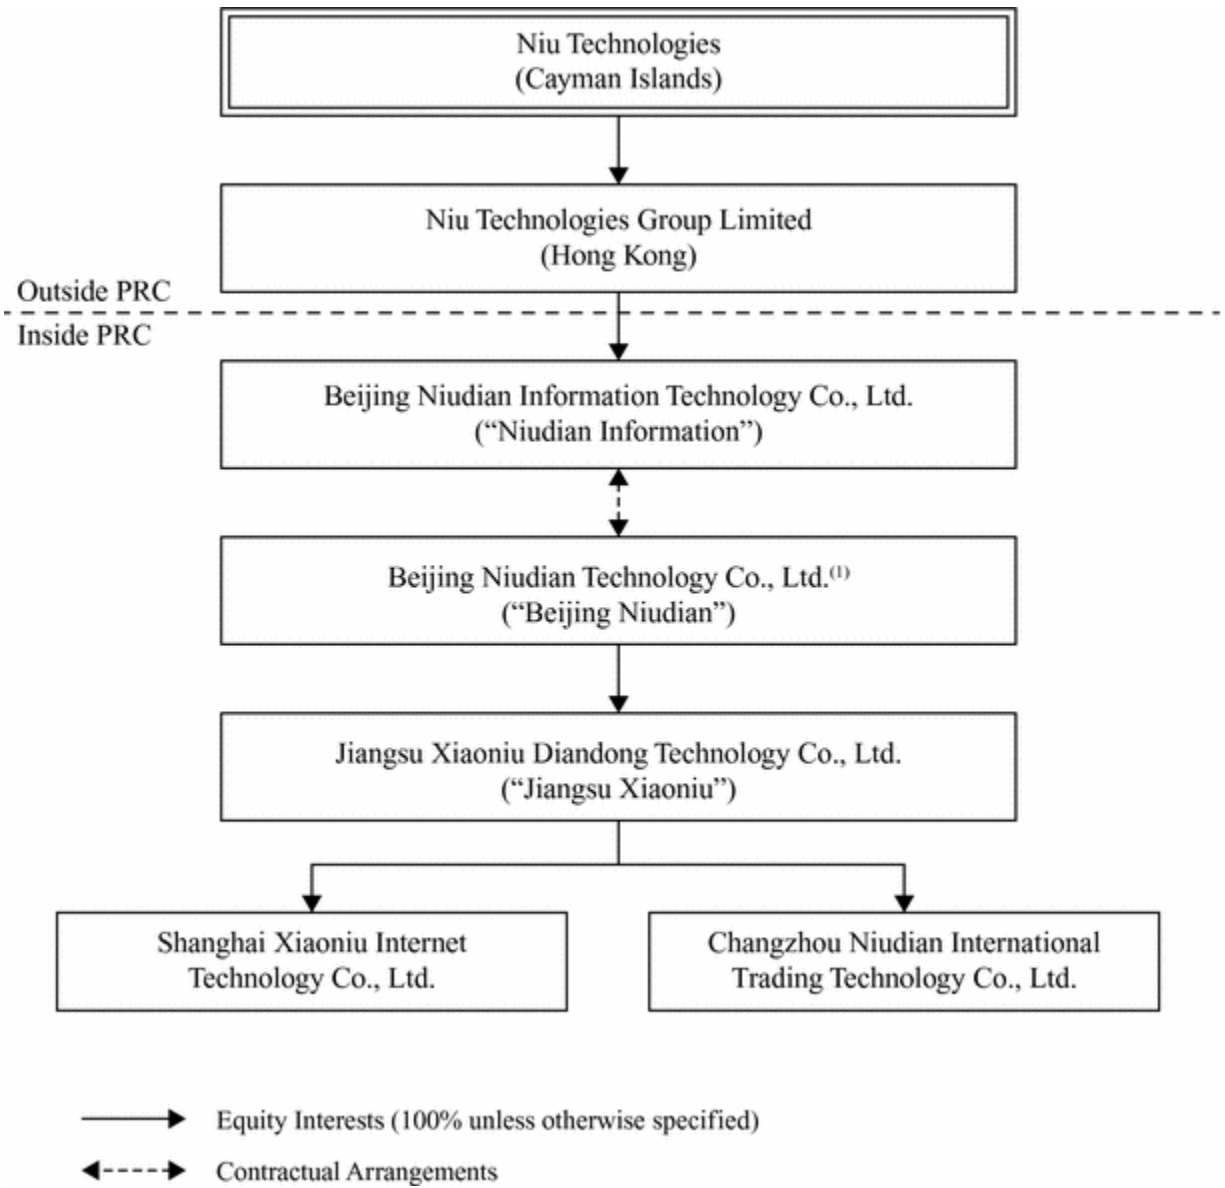 Niu Technologies
(Cayman Islands)
Niu Technologies Group Limited
(Hong Kong)
Outside PRC
Inside PRC
Beijing Niudian Information Technology Co., Ltd.
(“Niudian Information”)
Beijing Niudian Technology Co., Ltd.(1)
(“Beijing Niudian”)
Jiangsu Xiaoniu Diandong Technology Co., Ltd.
(“Jiangsu Xiaoniu”)
Shanghai Xiaoniu Internet
Technology Co., Ltd.
Changzhou Niudian International
Trading Technology Co., Ltd.
Equity Interests (100% unless otherwise specified)
Contractual Arrangements